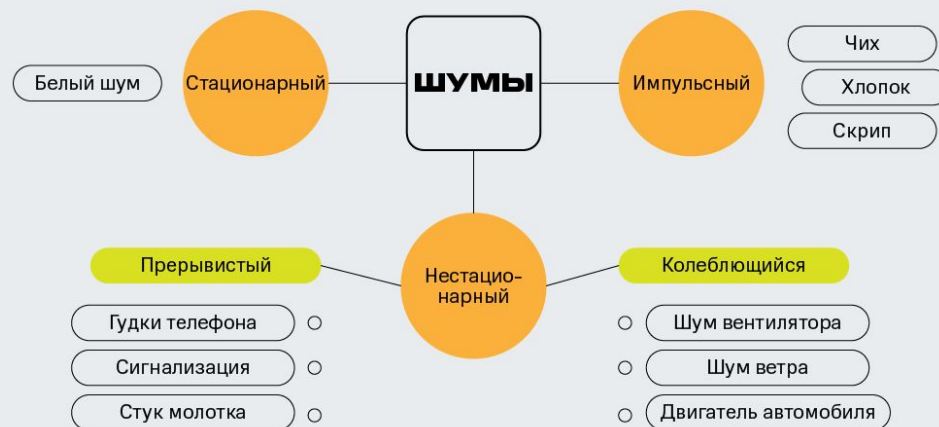 Чих
Белый шум
Стационарный
ШУМЫ
Импульсный
Хлопок
Скрип
Прерывистый
Нестацио-
нарный
Колеблющийся
Гудки телефона
Шум вентилятора
Сигнализация
Шум ветра
Стук молотка
Двигатель автомобиля